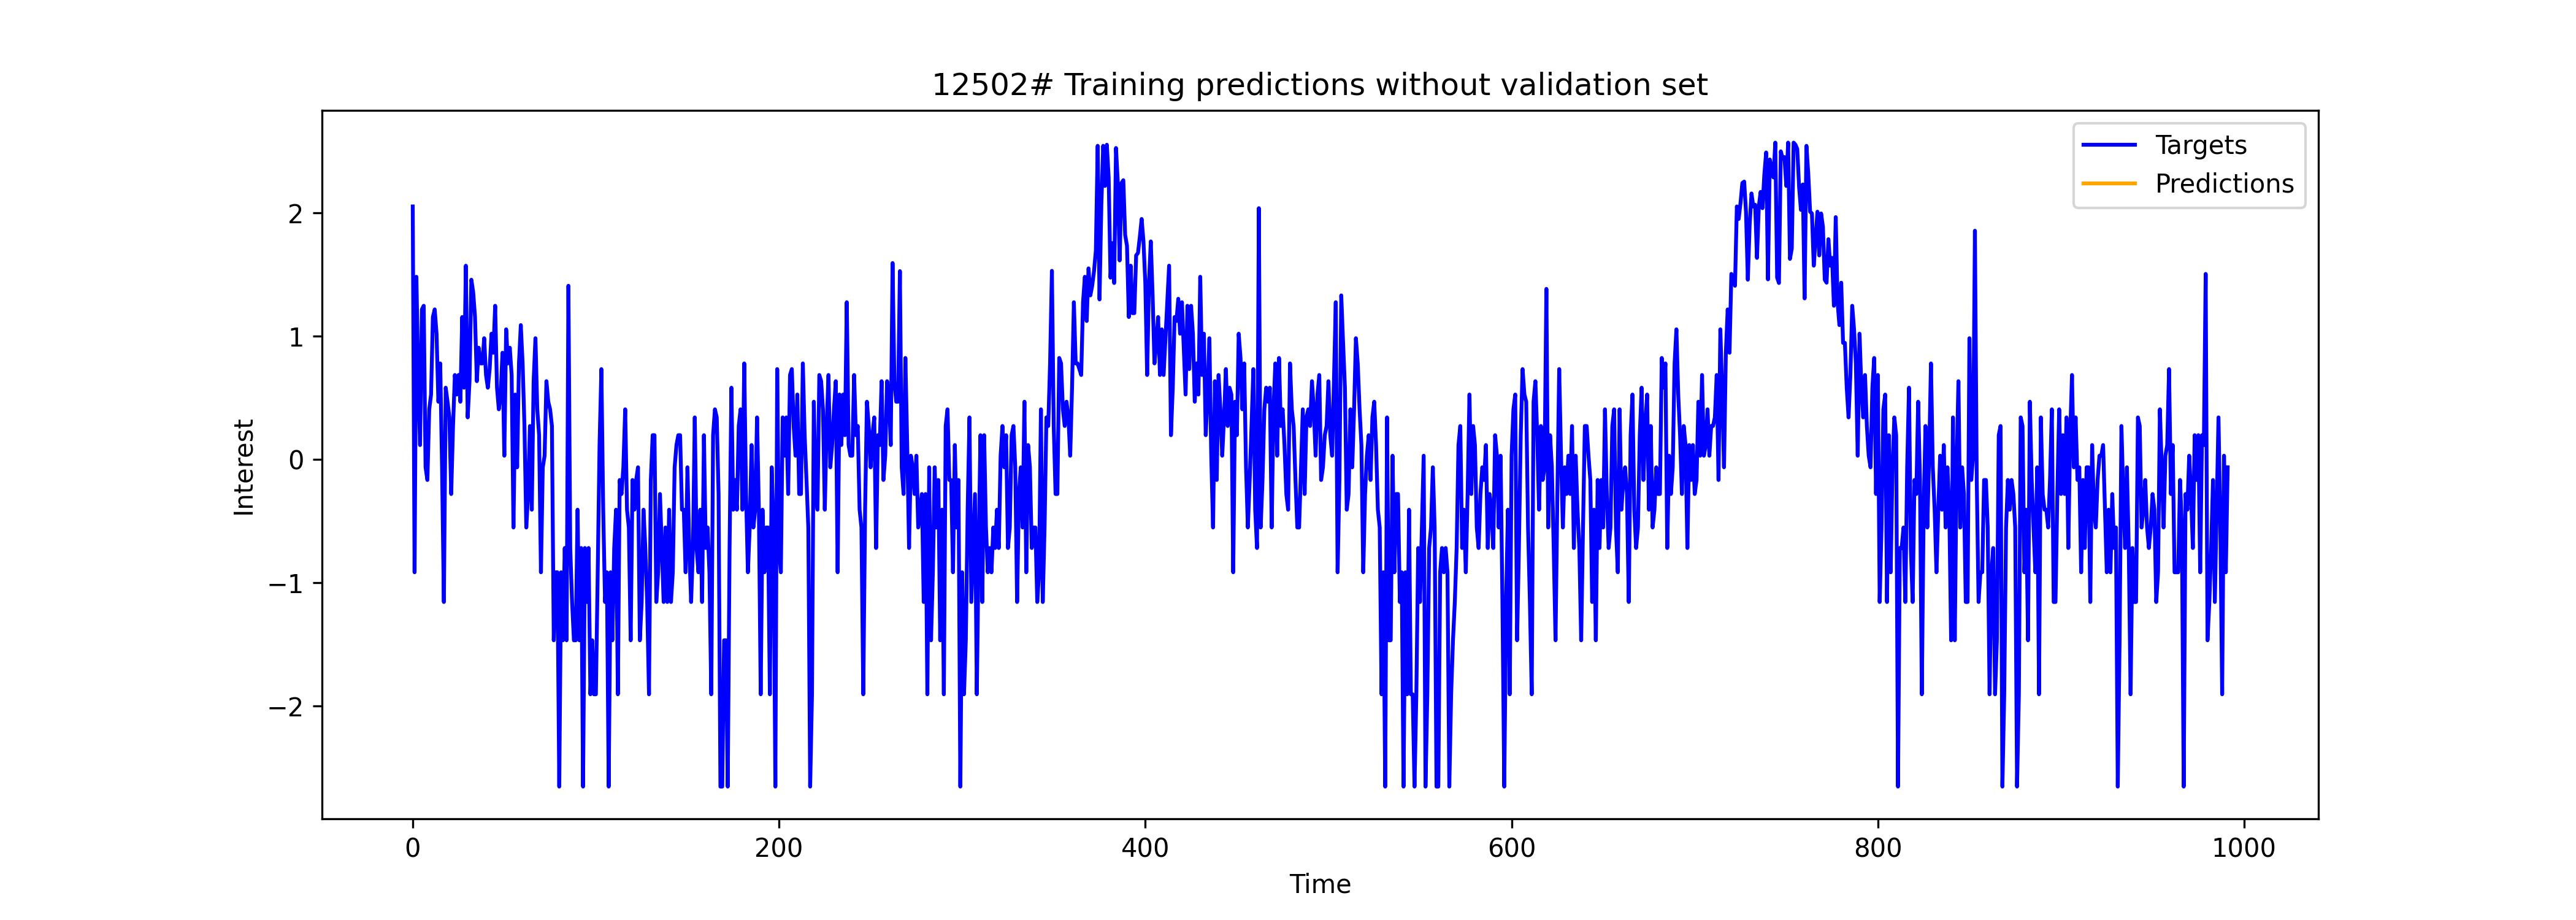 12502# Training predictions without validation set
Targets
Predictions
Interest
2
1
0
−1
−2
0
200
400
600
800
1000
Time